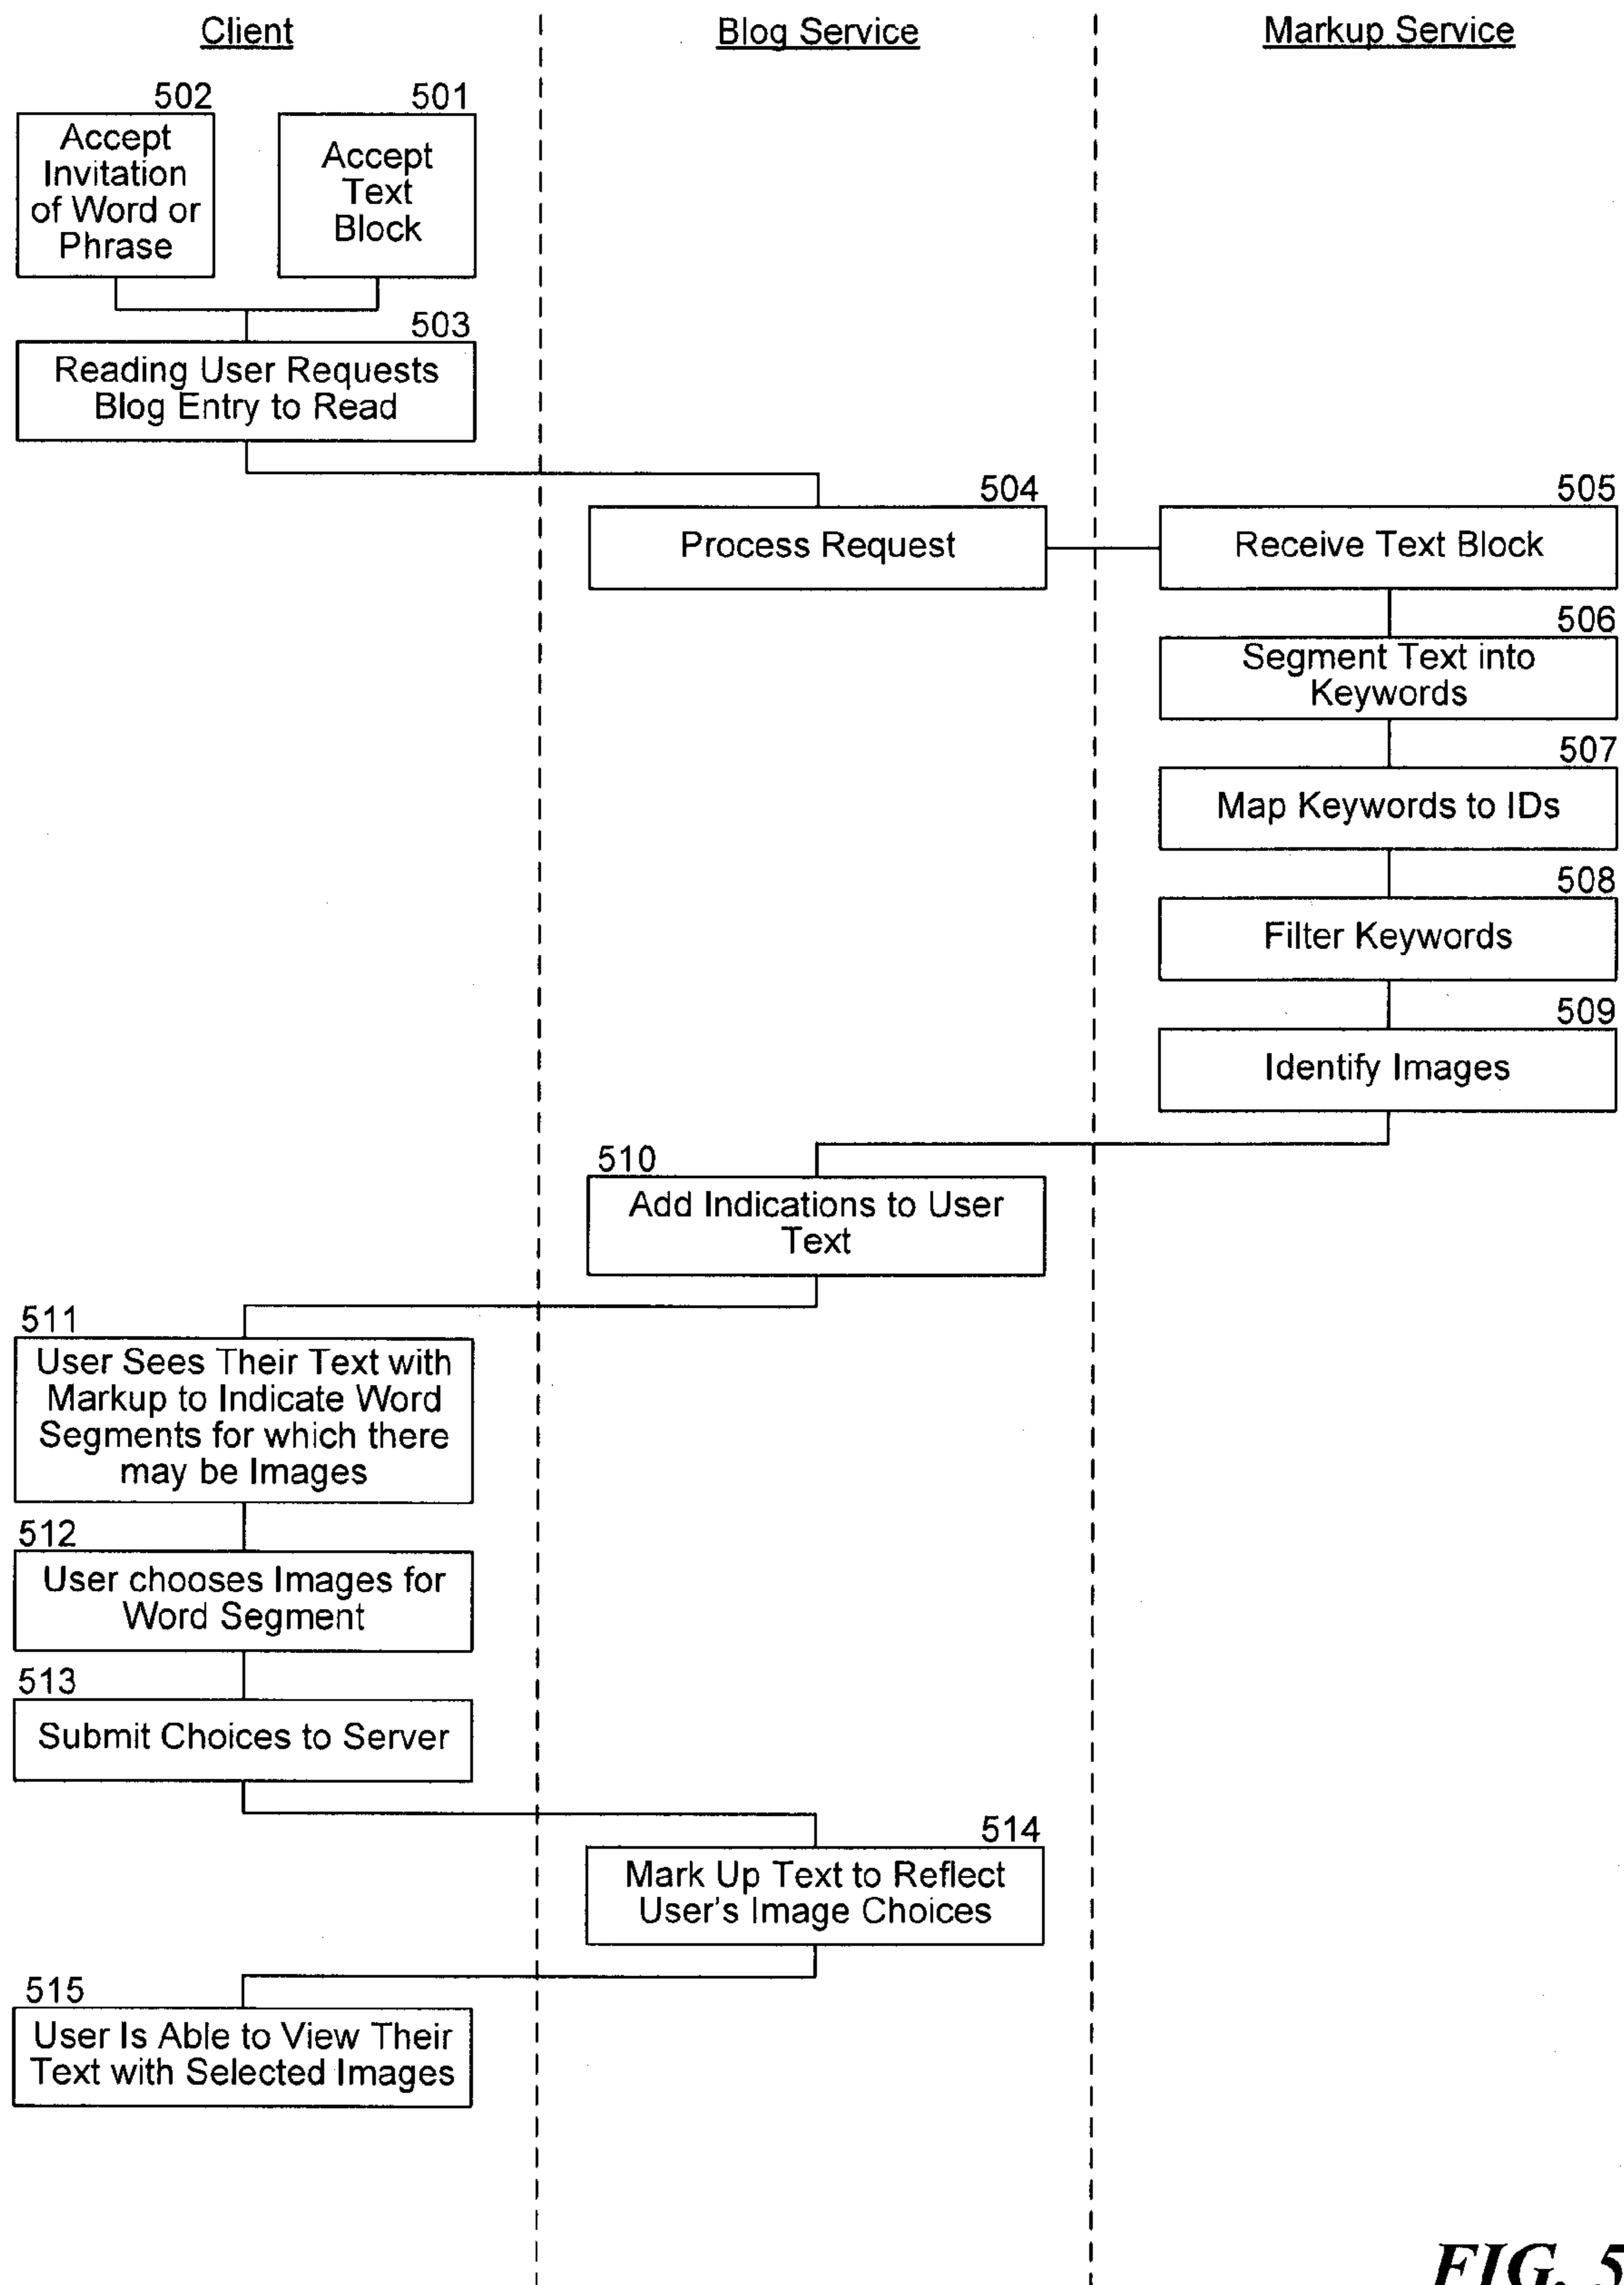 Client
Blog Service
Markup Service
502
501
Accept
Invitation
of Word or
Phrase
Accept
Text
Block
503
Reading User Requests
Blog Entry to Read
504
Process Request
505
Receive Text Block
506
Segment Text into
Keywords
507
Map Keywords to IDs
508
Filter Keywords
509
Identify Images
510
Add Indications to User
Text
511
User Sees Their Text with
Markup to Indicate Word
Segments for which there
may be Images
512
User chooses Images for
Word Segment
513
Submit Choices to Server
514
Mark Up Text to Reflect
User's Image Choices
515
User Is Able to View Their
Text with Selected Images
FIG. 5